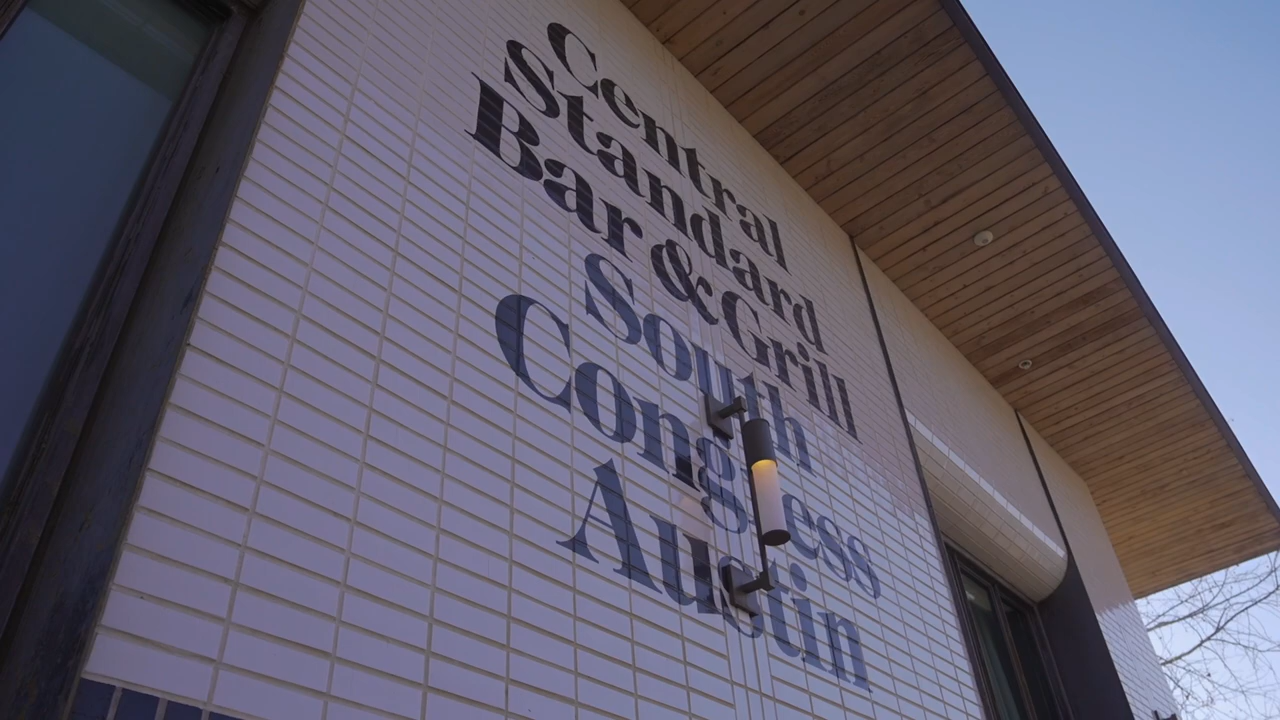 Central
Standard
Bar & Grill
South
Congress
Austin